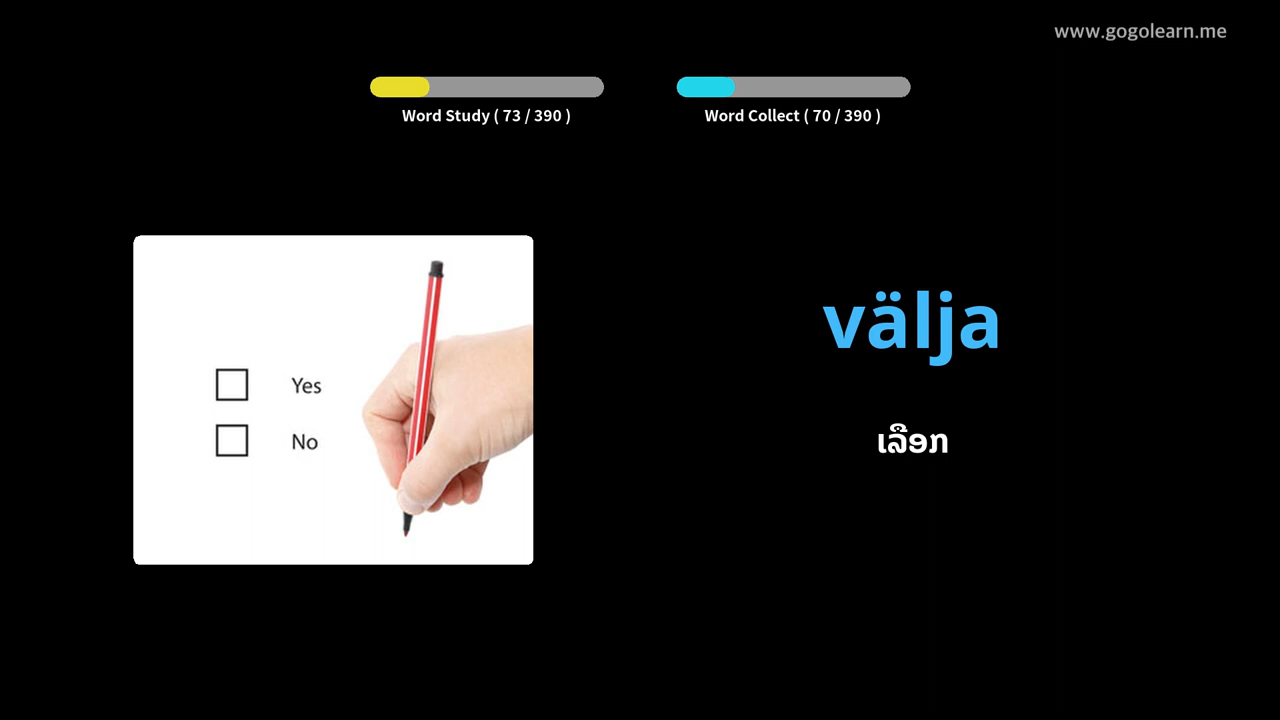 www.gogolearn.me
Word Study ( 73 / 390 )
Word Collect ( 70 / 390 )
Yes
No
välja
ເລືອກ